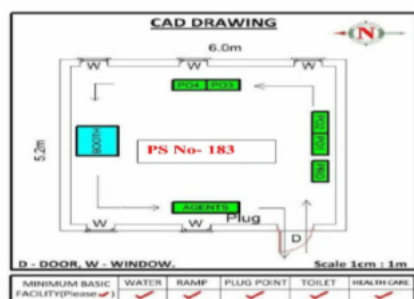 CAD DRAWING
6.0m
N
W W W
PO4 PO3
5.2m
BOOTH
PO2 PO1
PS No- 183
PRO
AGENTS
Plug
W W
D
D - DOOR, W - WINDOW. Scale 1cm : 1m
MINIMUM BASIC FACILITY(Please ✓) WATER RAMP PLUG POINT TOILET HEALTH CARE
✓ ✓ ✓ ✓ ✓